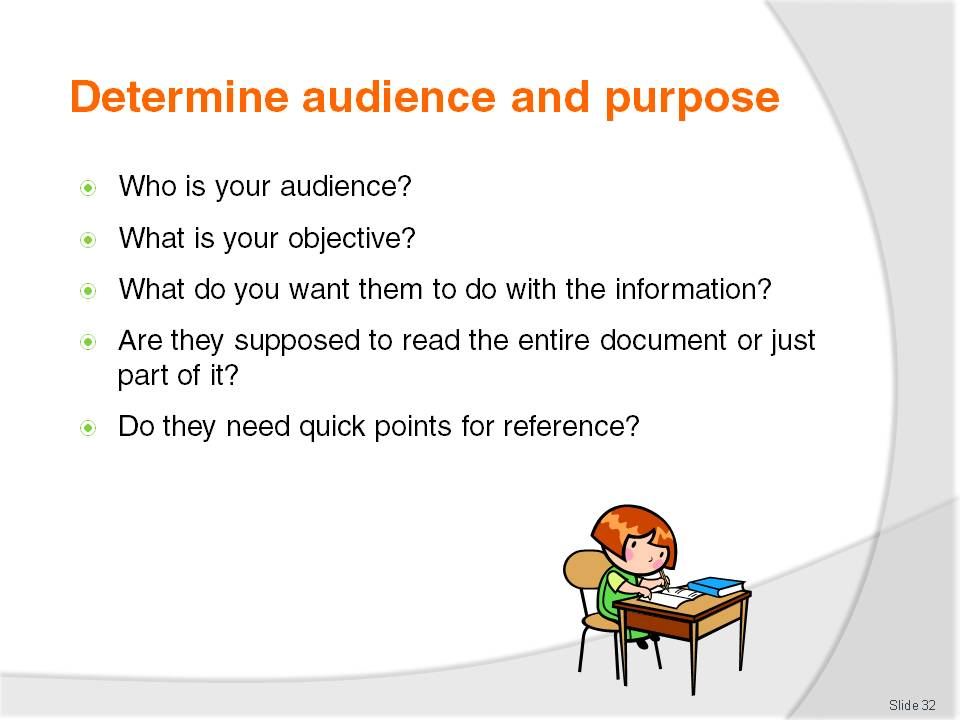 Determine audience and purpose
Who is your audience?
What is your objective?
What do you want them to do with the information?
Are they supposed to read the entire document or just
part of it?
Do they need quick points for reference?
Slide 32